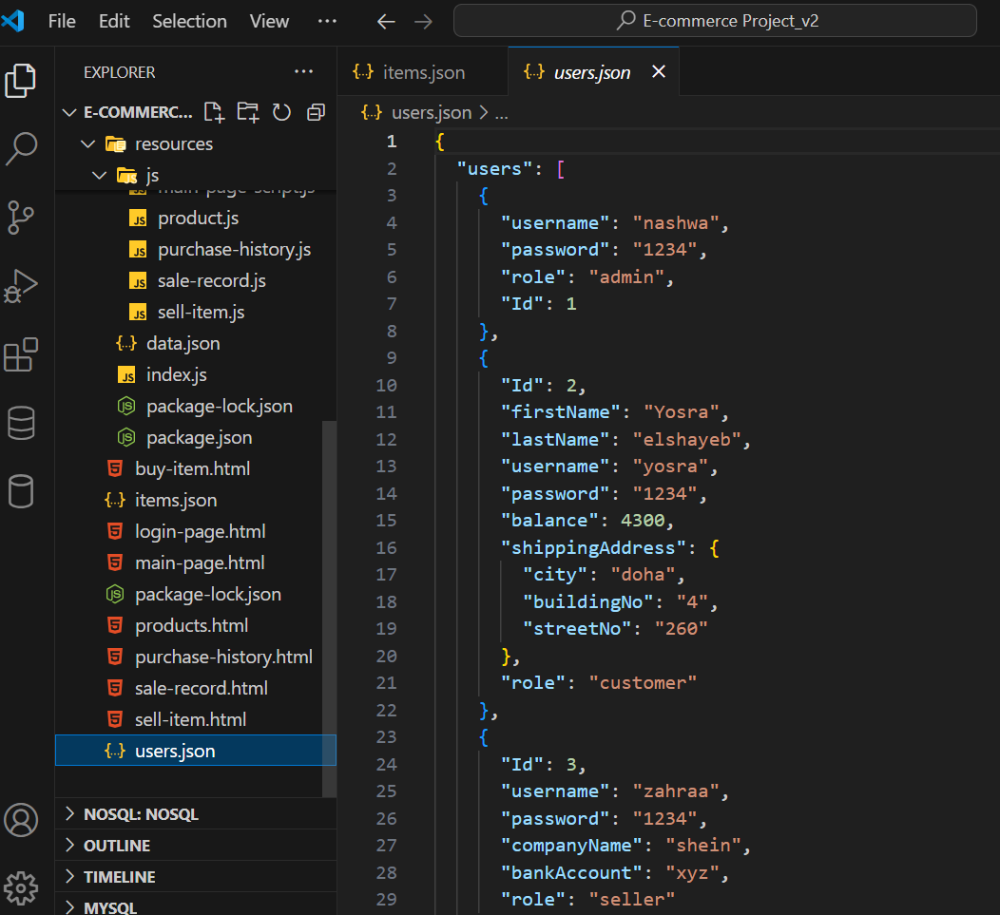 File Edit Selection View ··· E-commerce Project_v2
EXPLORER ···
E-COMMERC...
resources
js
main-page-script.js
product.js
purchase-history.js
sale-record.js
sell-item.js
data.json
index.js
package-lock.json
package.json
buy-item.html
items.json
login-page.html
main-page.html
package-lock.json
products.html
purchase-history.html
sale-record.html
sell-item.html
users.json
NOSQL: NOSQL
OUTLINE
TIMELINE
MYSQL
items.json users.json
users.json > ...
1 {
2 "users": [
3 {
4 "username": "nashwa",
5 "password": "1234",
6 "role": "admin",
7 "Id": 1
8 },
9 {
10 "Id": 2,
11 "firstName": "Yosra",
12 "lastName": "elshayeb",
13 "username": "yosra",
14 "password": "1234",
15 "balance": 4300,
16 "shippingAddress": {
17 "city": "doha",
18 "buildingNo": "4",
19 "streetNo": "260"
20 },
21 "role": "customer"
22 },
23 {
24 "Id": 3,
25 "username": "zahraa",
26 "password": "1234",
27 "companyName": "shein",
28 "bankAccount": "xyz",
29 "role": "seller"